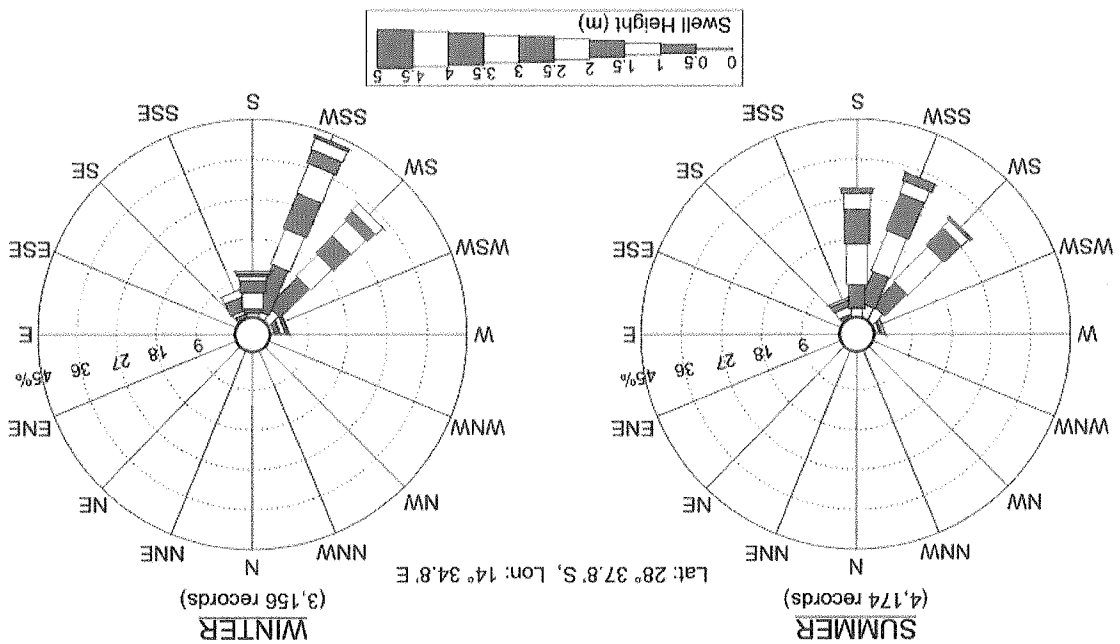 SUMMER
(4,174 records)
WINTER
(3,156 records)
Lat: 28° 37.8' S, Lon: 14° 34.8' E
N
NNW
NNE
NW
NE
WNW
ENE
45%
36
27
18
9
W
E
WSW
ESE
SW
SE
SSW
SSE
S
N
NNW
NNE
NW
NE
WNW
ENE
45%
36
27
18
9
W
E
WSW
ESE
SW
SE
SSW
SSE
S
0 0.5 1 1.5 2 2.5 3 3.5 4 4.5 5
Swell Height (m)